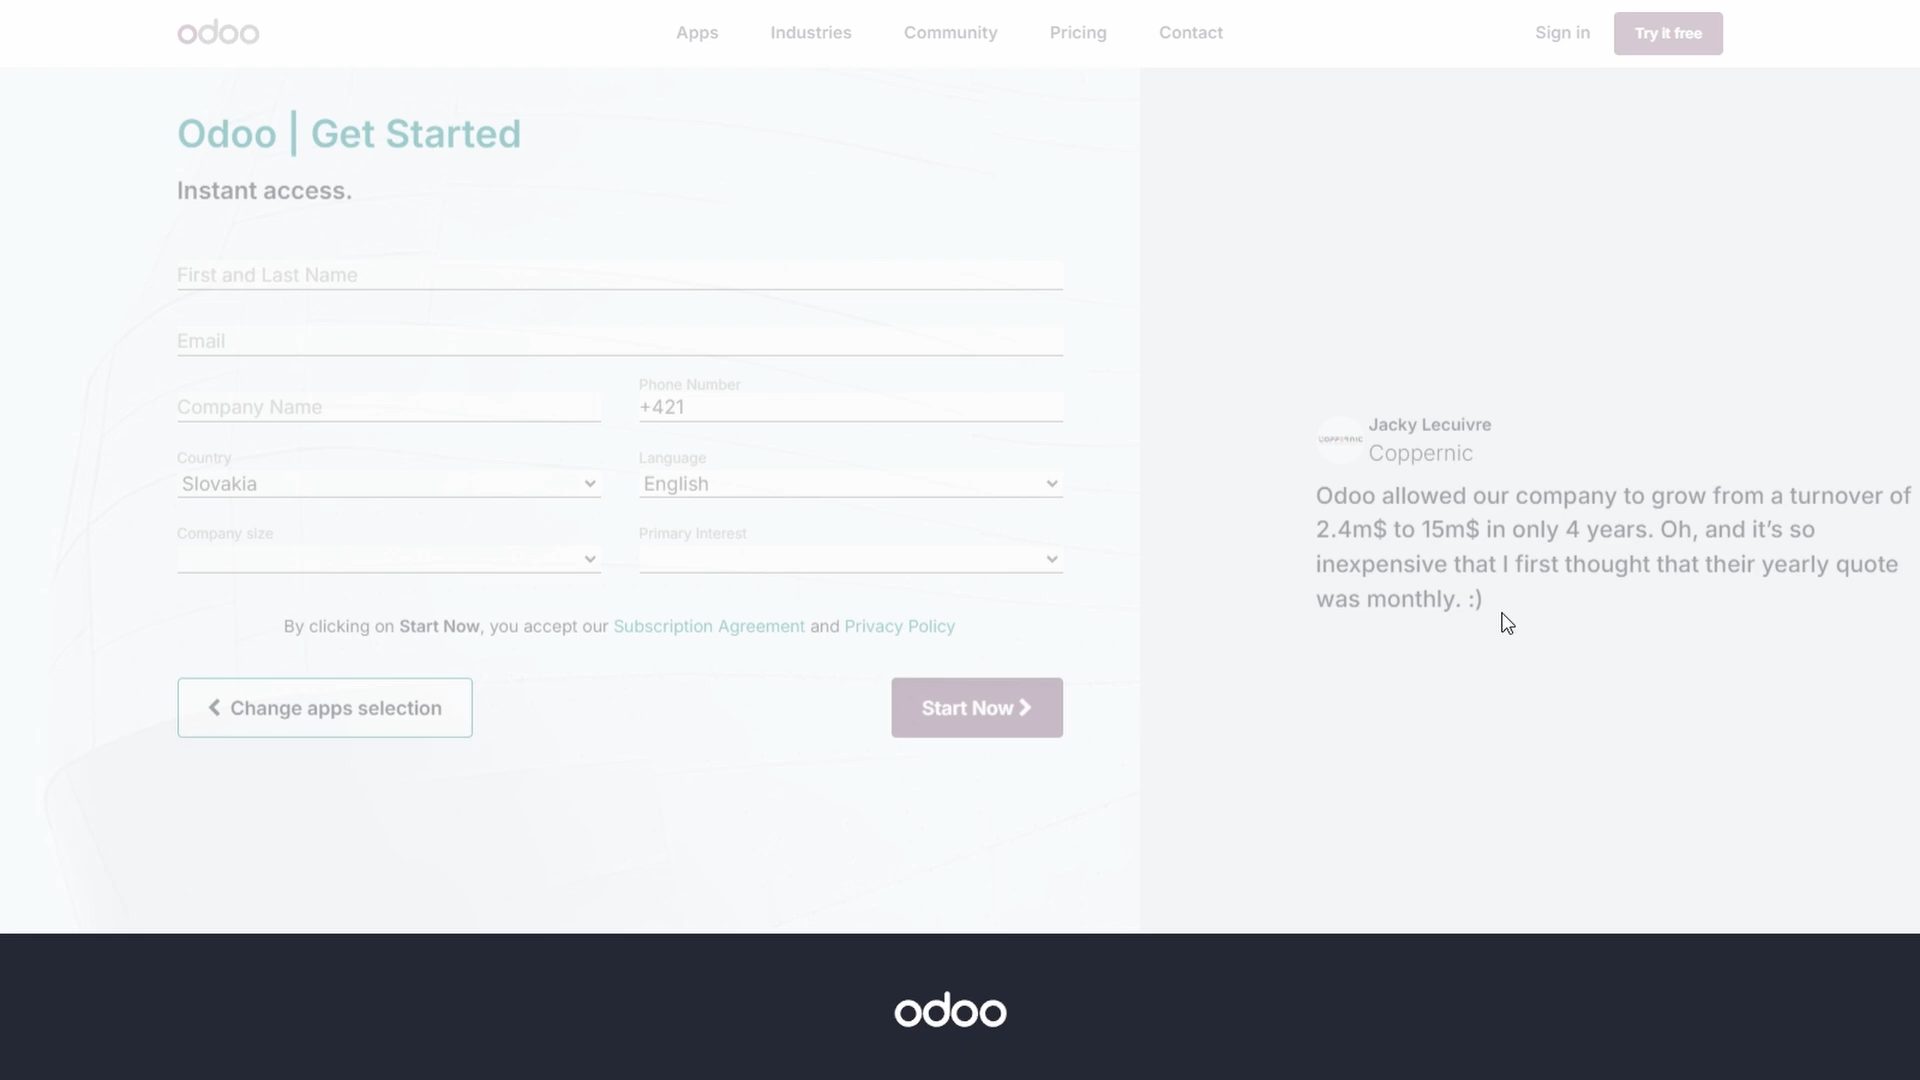 odoo
Apps
Industries
Community
Pricing
Contact
Sign in
Try it free
Odoo | Get Started
Instant access.
First and Last Name
Email
Company Name
Phone Number
+421
Country
Slovakia
Language
English
Company size
Primary Interest
By clicking on Start Now, you accept our Subscription Agreement and Privacy Policy
Change apps selection
Start Now
COPPERNIC
Jacky Lecuivre
Coppernic
Odoo allowed our company to grow from a turnover of
2.4m$ to 15m$ in only 4 years. Oh, and it’s so
inexpensive that I first thought that their yearly quote
was monthly. :)
odoo